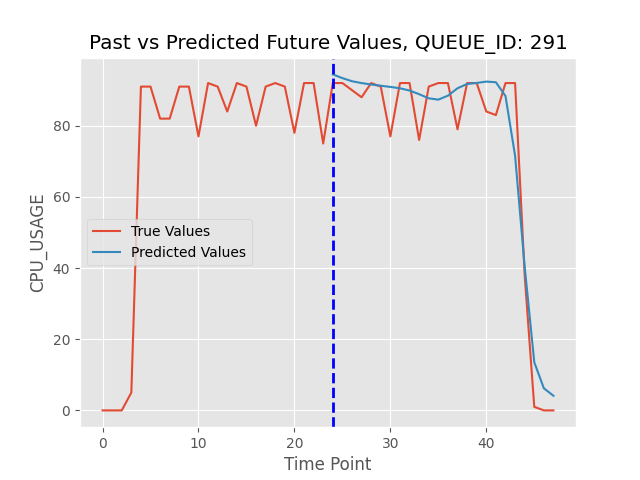 Past vs Predicted Future Values, QUEUE_ID: 291
CPU_USAGE
80
60
40
20
0
True Values
Predicted Values
0 10 20 30 40
Time Point